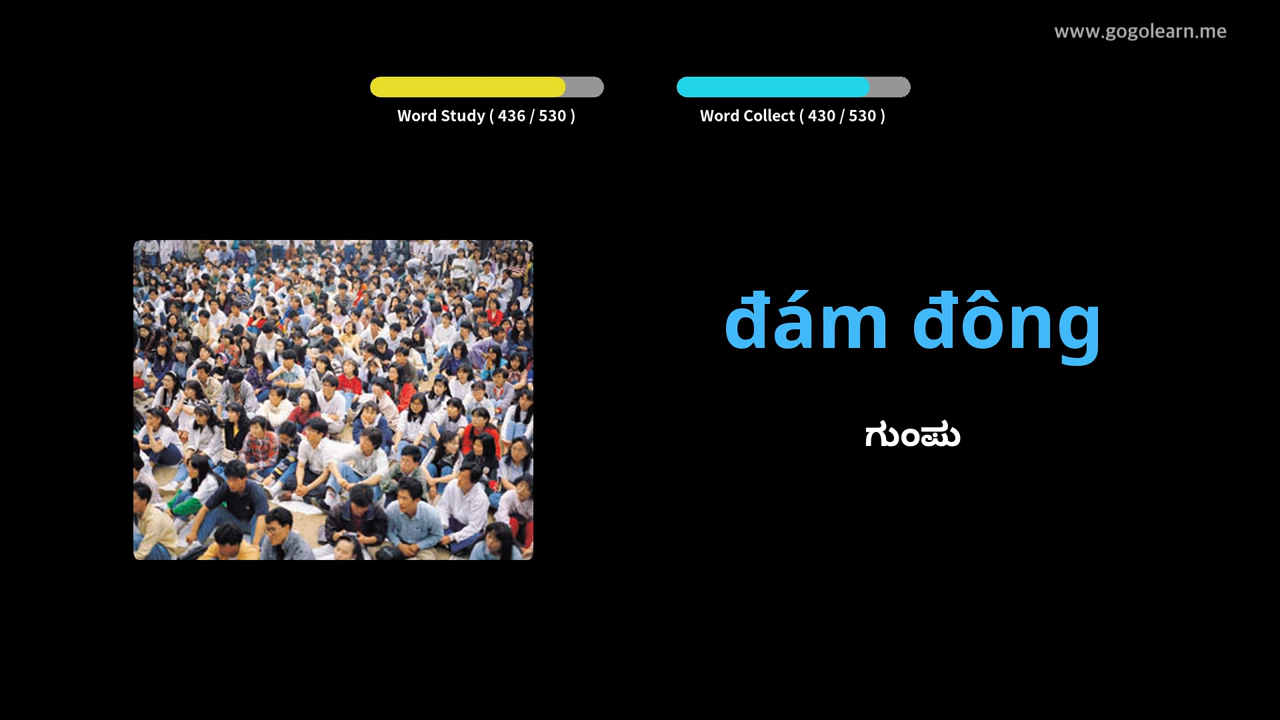 www.gogolearn.me
Word Study ( 436 / 530 )
Word Collect ( 430 / 530 )
đám đông
ಗುಂಪು